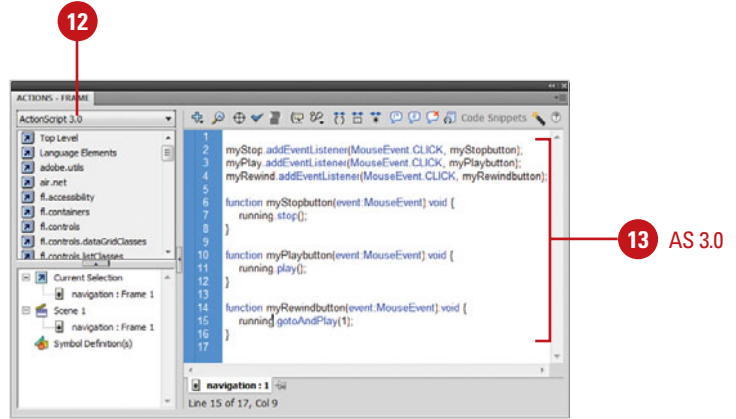 12
ACTIONS - FRAME
ActionScript 3.0
Code Snippets
Top Level
Language Elements
adobe.utils
air.net
fl.accessibility
fl.containers
fl.controls
fl.controls.dataGridClasses
fl.controls.listClasses
Current Selection
navigation : Frame 1
Scene 1
navigation : Frame 1
Symbol Definition(s)
1
2 myStop.addEventListener(MouseEvent.CLICK, myStopbutton);
3 myPlay.addEventListener(MouseEvent.CLICK, myPlaybutton);
4 myRewind.addEventListener(MouseEvent.CLICK, myRewindbutton);
5
6 function myStopbutton(event:MouseEvent):void {
7 running.stop();
8 }
9
10 function myPlaybutton(event:MouseEvent):void {
11 running.play();
12 }
13
14 function myRewindbutton(event:MouseEvent):void {
15 running.gotoAndPlay(1);
16 }
17
navigation : 1
Line 15 of 17, Col 9
13 AS 3.0